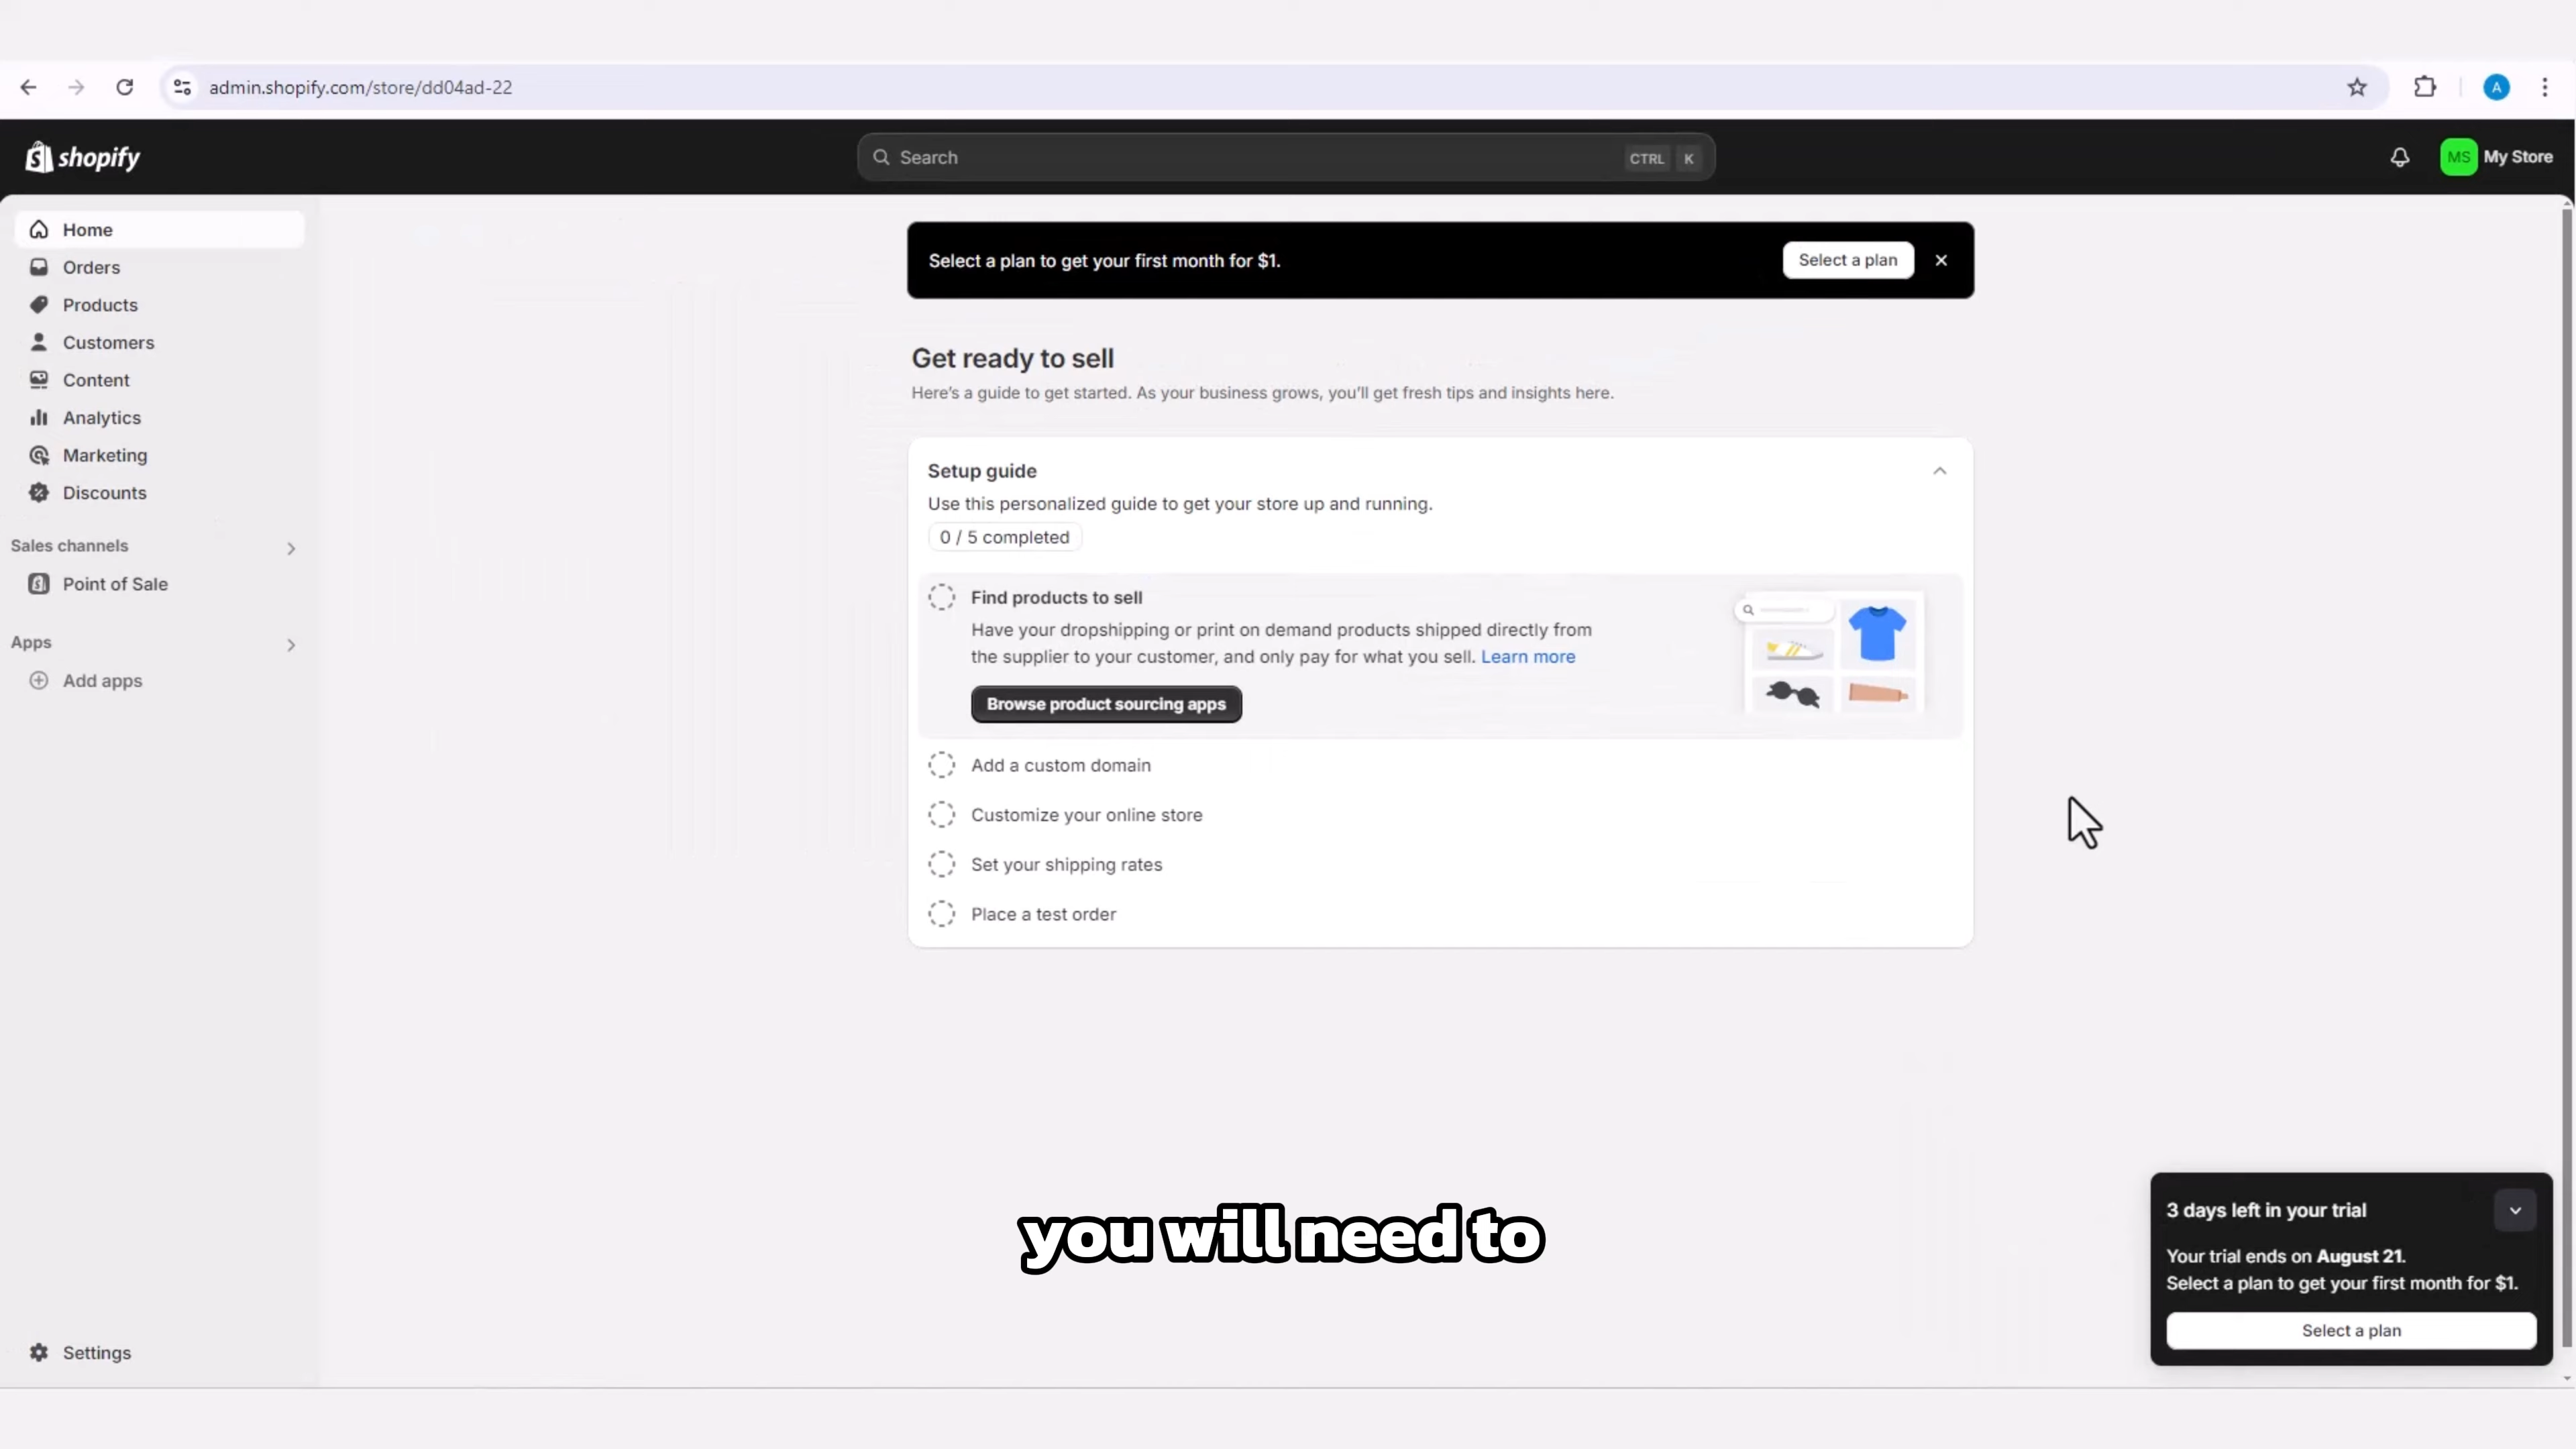 admin.shopify.com/store/dd04ad-22
A
shopify
Search
CTRL K
MS My Store
Home
Orders
Products
Customers
Content
Analytics
Marketing
Discounts
Sales channels
Point of Sale
Apps
Add apps
Settings
Select a plan to get your first month for $1.
Select a plan
Get ready to sell
Here's a guide to get started. As your business grows, you'll get fresh tips and insights here.
Setup guide
Use this personalized guide to get your store up and running.
0 / 5 completed
Find products to sell
Have your dropshipping or print on demand products shipped directly from
the supplier to your customer, and only pay for what you sell. Learn more
Browse product sourcing apps
Add a custom domain
Customize your online store
Set your shipping rates
Place a test order
you will need to
3 days left in your trial
Your trial ends on August 21.
Select a plan to get your first month for $1.
Select a plan